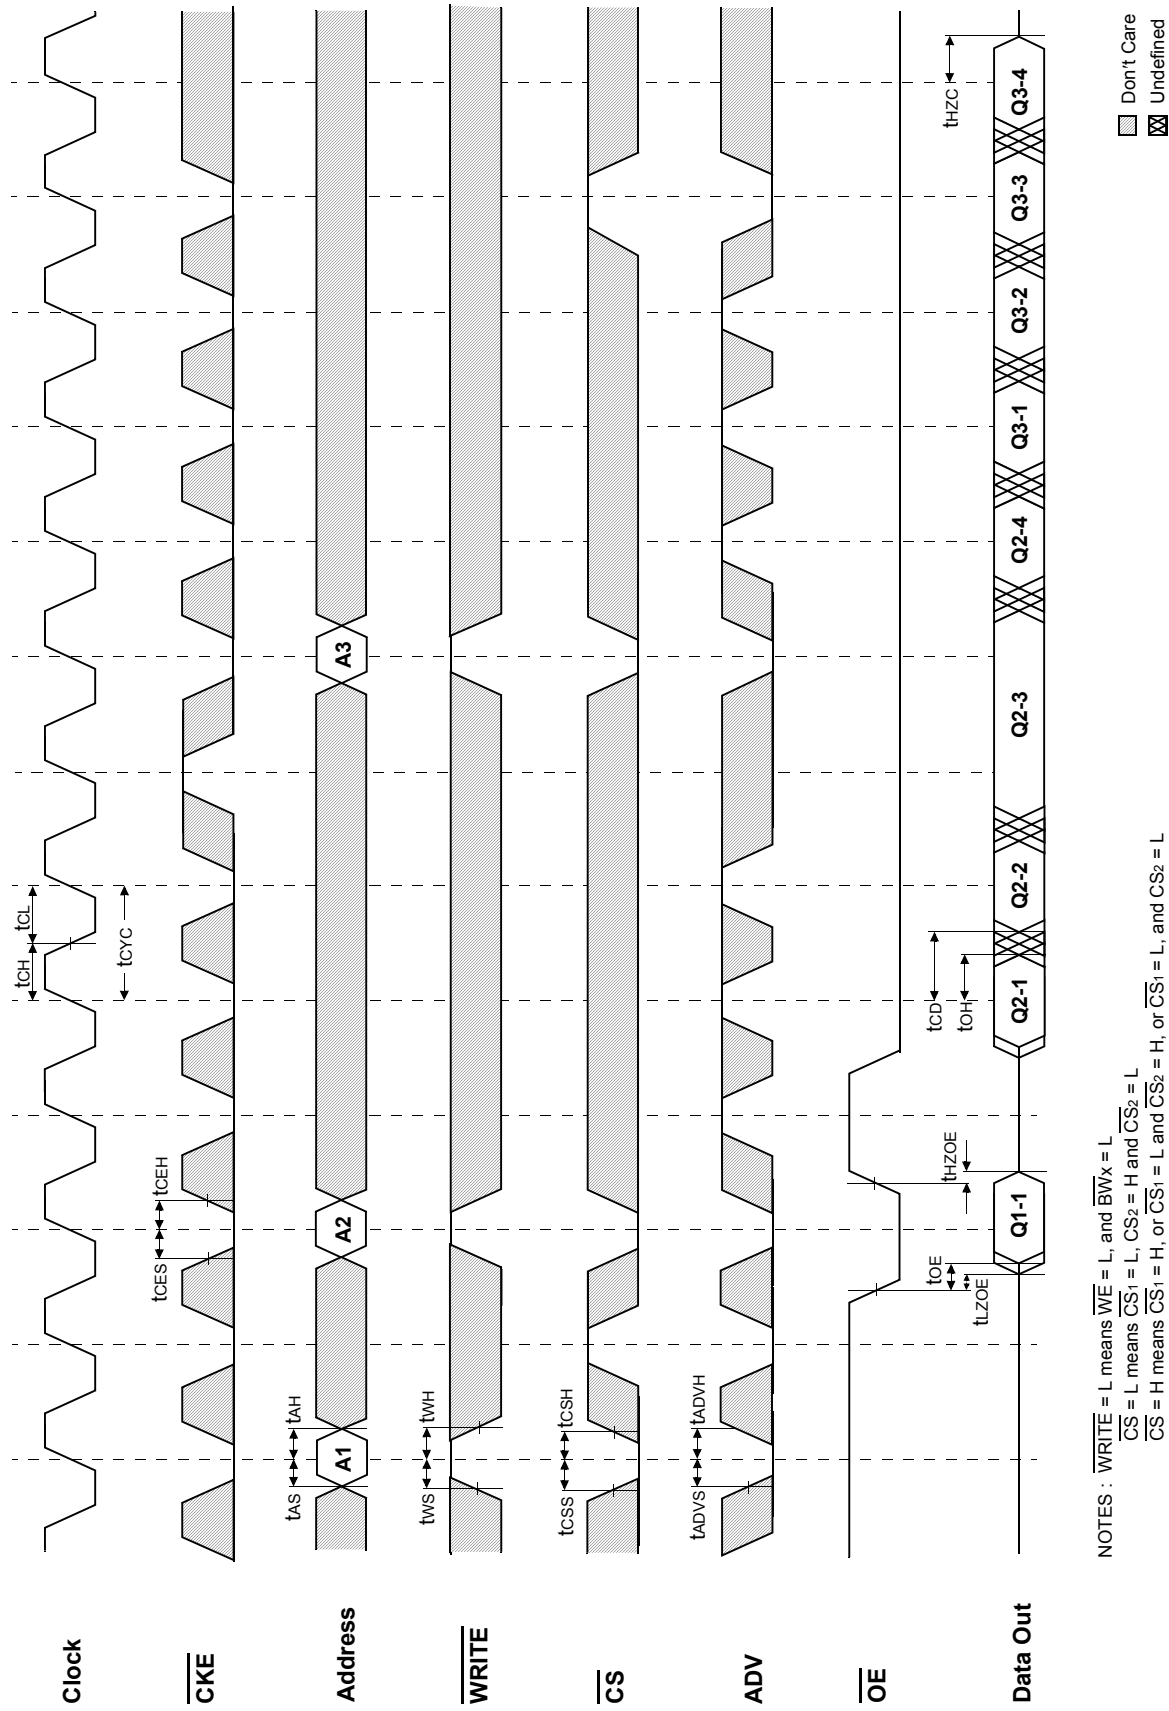 Clock
tCH
tCL
tCYC
CKE
tCES
tCEH
Address
tAS
tAH
A1
A2
A3
WRITE
tWS
tWH
CS
tCSS
tCSH
ADV
tADVS
tADVH
OE
tOE
tLZOE
tHZOE
tCD
tOH
tHZC
Data Out
Q1-1
Q2-1
Q2-2
Q2-3
Q2-4
Q3-1
Q3-2
Q3-3
Q3-4
NOTES : WRITE = L means WE = L, and BWx = L
CS = L means CS1 = L, CS2 = H and CS2 = L
CS = H means CS1 = H, or CS1 = L and CS2 = H, or CS1 = L, and CS2 = L
Don't Care
Undefined